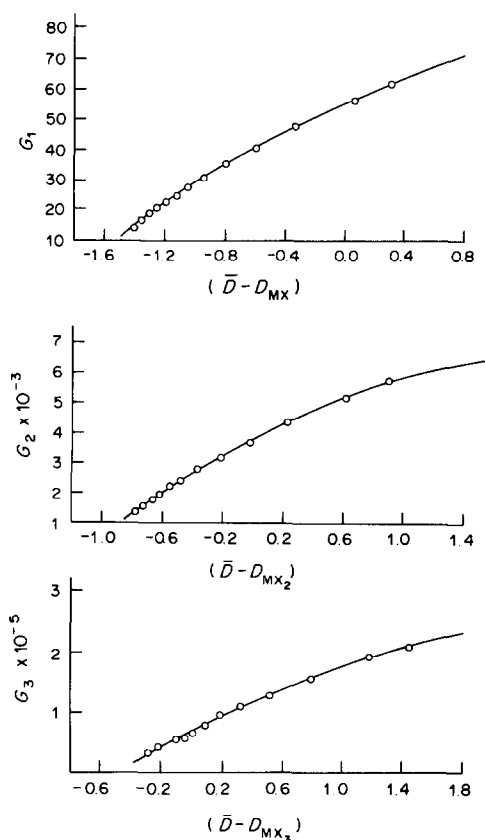 80
70
60
50
G₁
40
30
20
10
-1.6 -1.2 -0.8 -0.4 0.0 0.4 0.8
(D̅ - D_MX)
7
6
5
G₂ x 10⁻³
4
3
2
1
-1.0 -0.6 -0.2 0.2 0.6 1.0 1.4
(D̅ - D_MX₂)
3
G₃ x 10⁻⁵
2
1
-0.6 -0.2 0.2 0.6 1.0 1.4 1.8
(D̅ - D_MX₃)